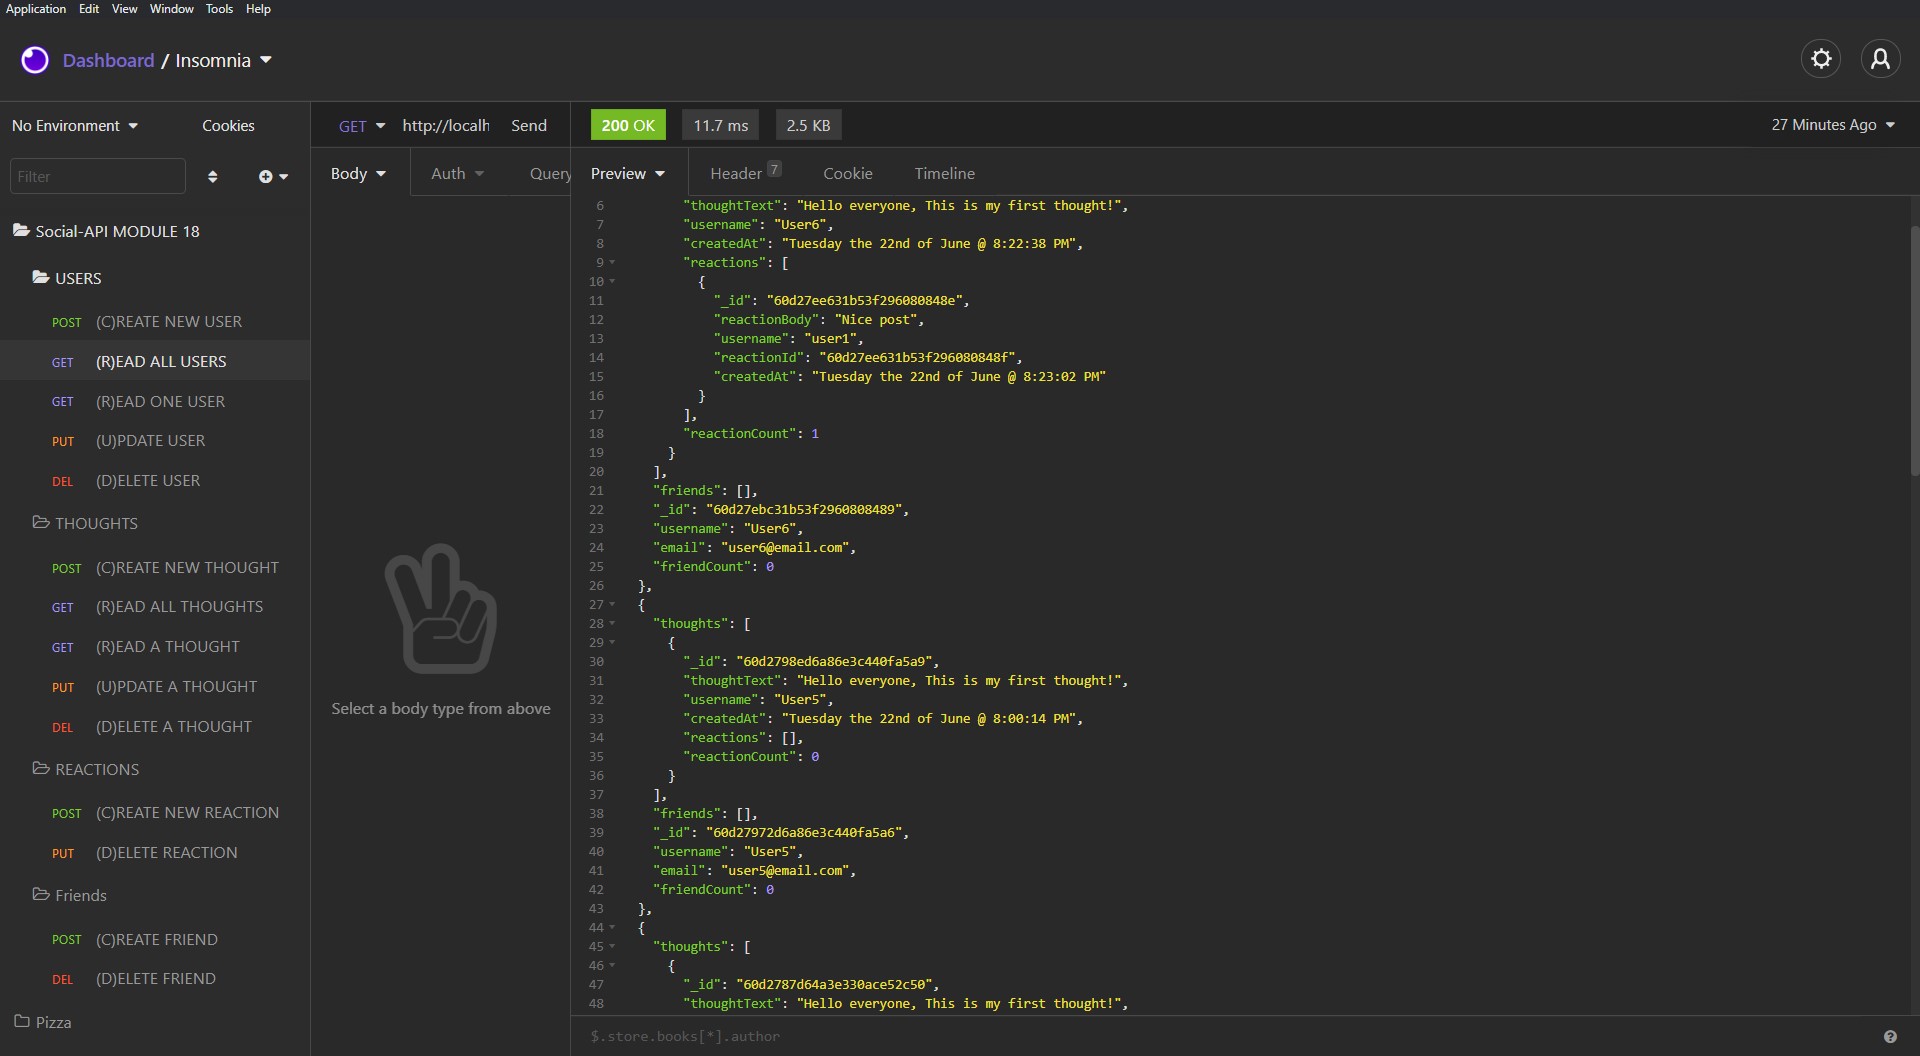 Application Edit View Window Tools Help
Dashboard / Insomnia
No Environment Cookies
Filter
Social-API MODULE 18
USERS
POST (C)REATE NEW USER
GET (R)EAD ALL USERS
GET (R)EAD ONE USER
PUT (U)PDATE USER
DEL (D)ELETE USER
THOUGHTS
POST (C)REATE NEW THOUGHT
GET (R)EAD ALL THOUGHTS
GET (R)EAD A THOUGHT
PUT (U)PDATE A THOUGHT
DEL (D)ELETE A THOUGHT
REACTIONS
POST (C)REATE NEW REACTION
PUT (D)ELETE REACTION
Friends
POST (C)REATE FRIEND
DEL (D)ELETE FRIEND
Pizza
GET http://localh Send
Body Auth Query
Select a body type from above
200 OK 11.7 ms 2.5 KB 27 Minutes Ago
Preview Header 7 Cookie Timeline
6 "thoughtText": "Hello everyone, This is my first thought!",
7 "username": "User6",
8 "createdAt": "Tuesday the 22nd of June @ 8:22:38 PM",
9 "reactions": [
10 {
11 "_id": "60d27ee631b53f296080848e",
12 "reactionBody": "Nice post",
13 "username": "user1",
14 "reactionId": "60d27ee631b53f296080848f",
15 "createdAt": "Tuesday the 22nd of June @ 8:23:02 PM"
16 }
17 ],
18 "reactionCount": 1
19 }
20 ],
21 "friends": [],
22 "_id": "60d27ebc31b53f2960808489",
23 "username": "User6",
24 "email": "user6@email.com",
25 "friendCount": 0
26 },
27 {
28 "thoughts": [
29 {
30 "_id": "60d2798ed6a86e3c440fa5a9",
31 "thoughtText": "Hello everyone, This is my first thought!",
32 "username": "User5",
33 "createdAt": "Tuesday the 22nd of June @ 8:00:14 PM",
34 "reactions": [],
35 "reactionCount": 0
36 }
37 ],
38 "friends": [],
39 "_id": "60d27972d6a86e3c440fa5a6",
40 "username": "User5",
41 "email": "user5@email.com",
42 "friendCount": 0
43 },
44 {
45 "thoughts": [
46 {
47 "_id": "60d2787d64a3e330ace52c50",
48 "thoughtText": "Hello everyone, This is my first thought!",
$.store.books[*].author